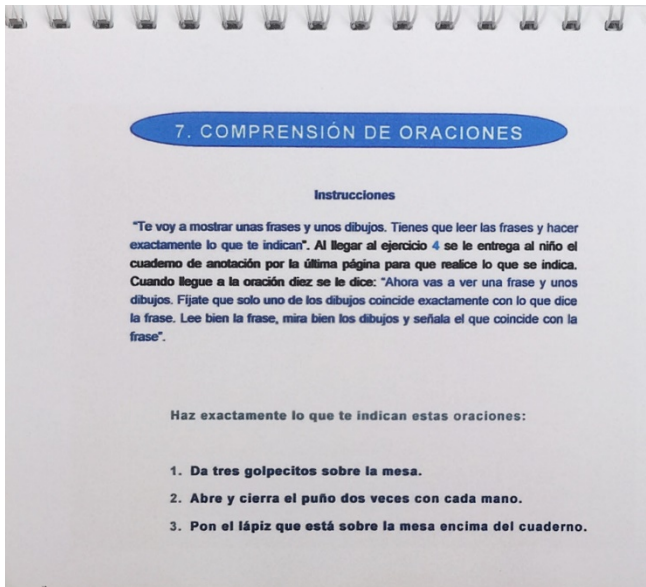 7. COMPRENSIÓN DE ORACIONES
Instrucciones
"Te voy a mostrar unas frases y unos dibujos. Tienes que leer las frases y hacer
exactamente lo que te indican". Al llegar al ejercicio 4 se le entrega al niño el
cuaderno de anotación por la última página para que realice lo que se indica.
Cuando llegue a la oración diez se le dice: "Ahora vas a ver una frase y unos
dibujos. Fíjate que solo uno de los dibujos coincide exactamente con lo que dice
la frase. Lee bien la frase, mira bien los dibujos y señala el que coincide con la
frase".
Haz exactamente lo que te indican estas oraciones:
1. Da tres golpecitos sobre la mesa.
2. Abre y cierra el puño dos veces con cada mano.
3. Pon el lápiz que está sobre la mesa encima del cuaderno.